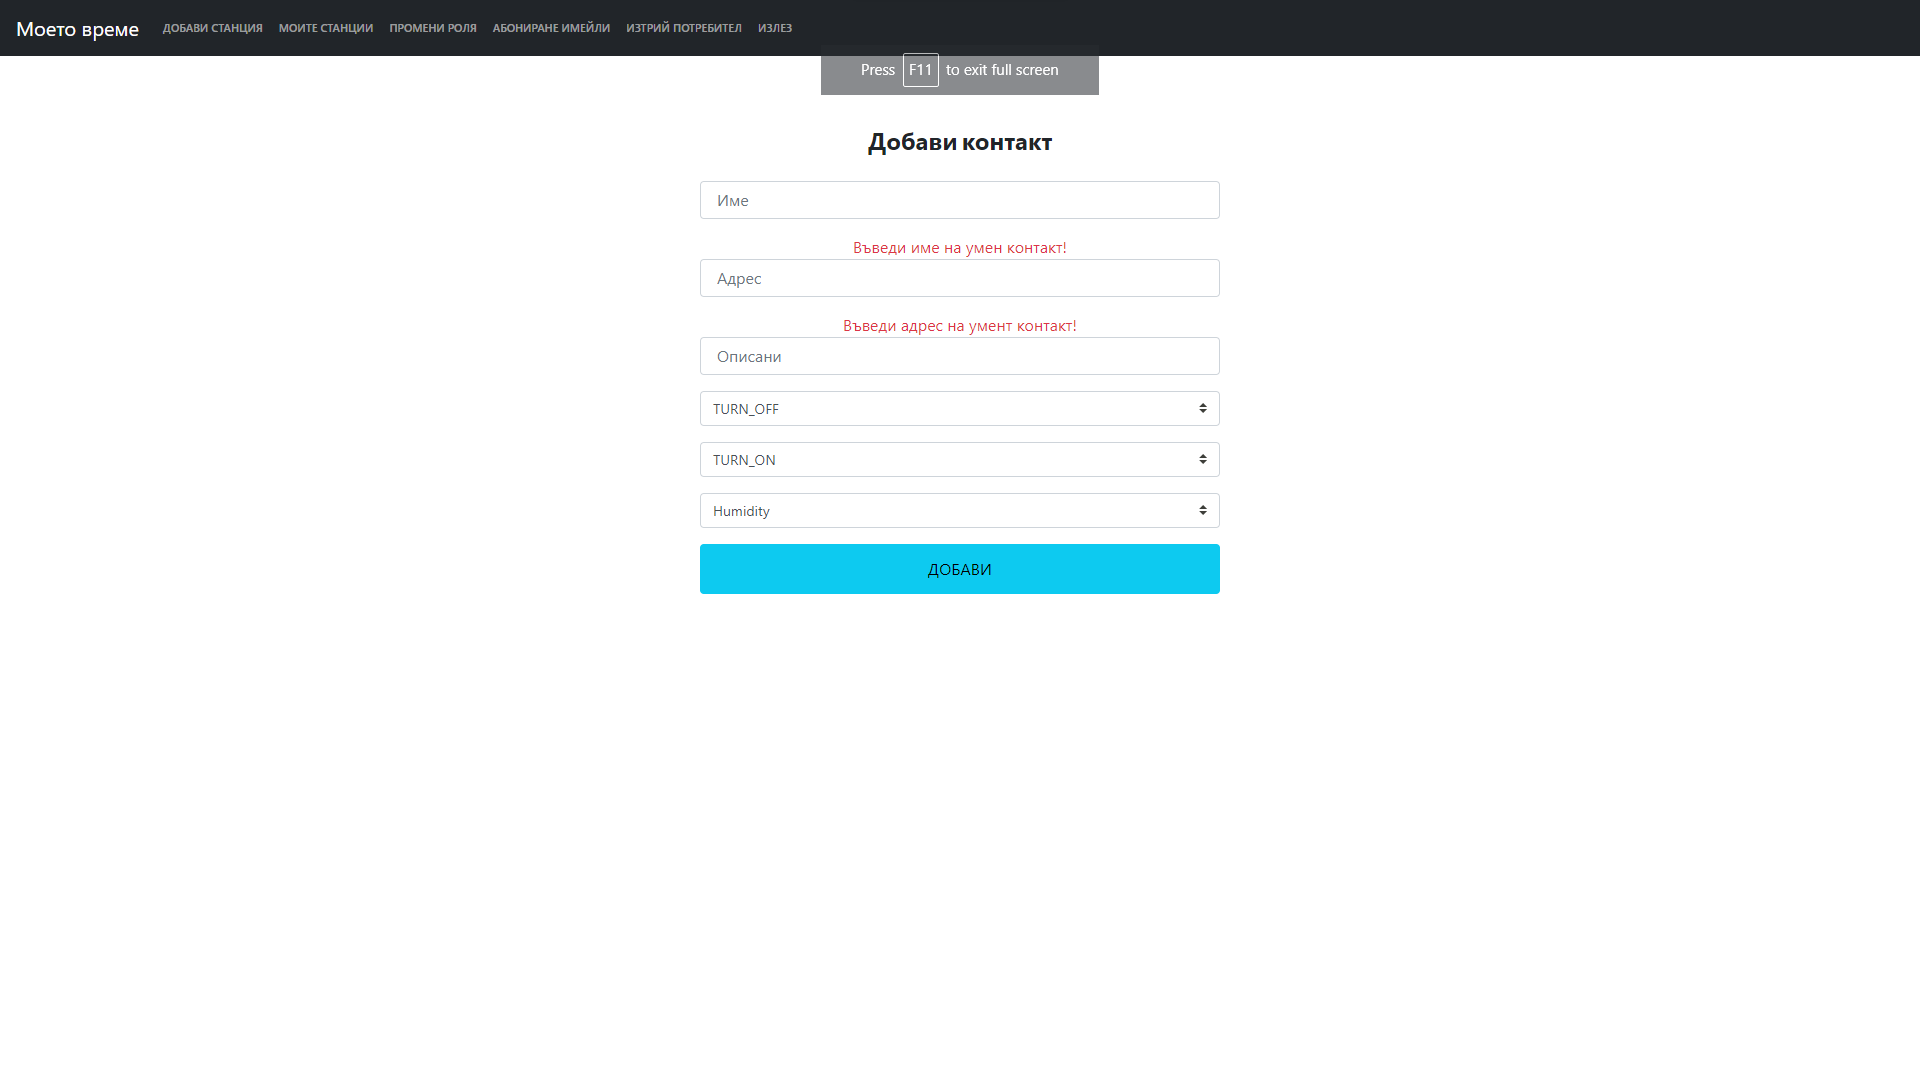 Моето време ДОБАВИ СТАНЦИЯ МОИТЕ СТАНЦИИ ПРОМЕНИ РОЛЯ АБОНИРАНЕ ИМЕЙЛИ ИЗТРИЙ ПОТРЕБИТЕЛ ИЗЛЕЗ
Press F11 to exit full screen
Добави контакт
Име
Въведи име на умен контакт!
Адрес
Въведи адрес на умент контакт!
Описани
TURN_OFF
TURN_ON
Humidity
ДОБАВИ